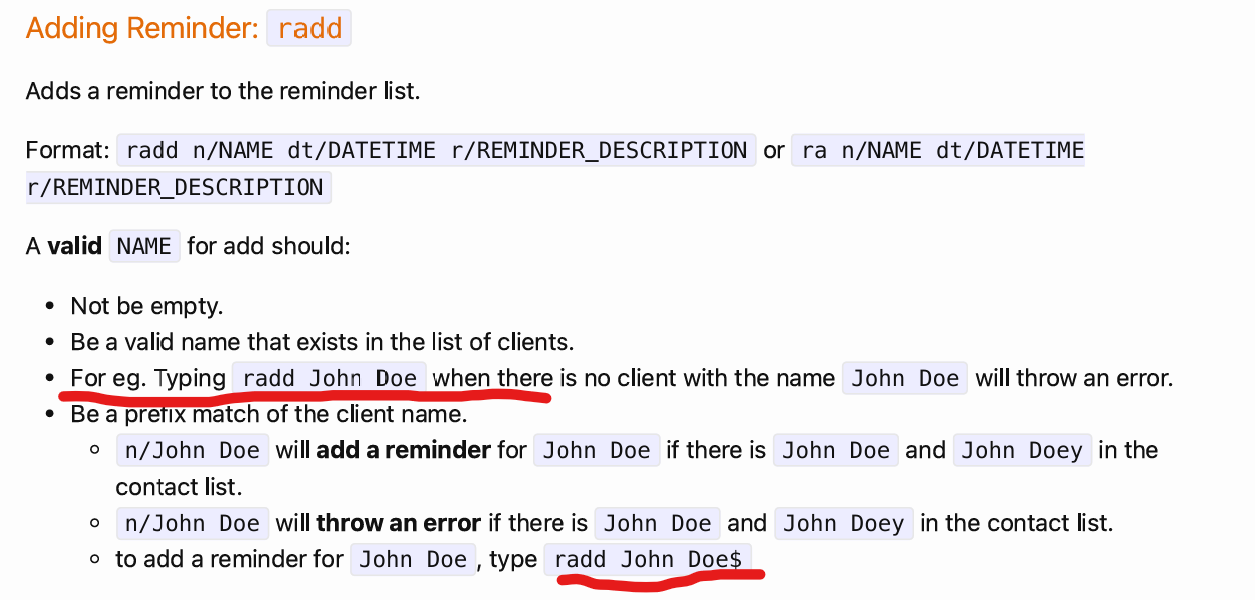 Adding Reminder: radd
Adds a reminder to the reminder list.
Format: radd n/NAME dt/DATETIME r/REMINDER_DESCRIPTION or ra n/NAME dt/DATETIME
r/REMINDER_DESCRIPTION
A valid NAME for add should:
• Not be empty.
• Be a valid name that exists in the list of clients.
• For eg. Typing radd John Doe when there is no client with the name John Doe will throw an error.
• Be a prefix match of the client name.
◦ n/John Doe will add a reminder for John Doe if there is John Doe and John Doey in the
contact list.
◦ n/John Doe will throw an error if there is John Doe and John Doey in the contact list.
◦ to add a reminder for John Doe, type radd John Doe$